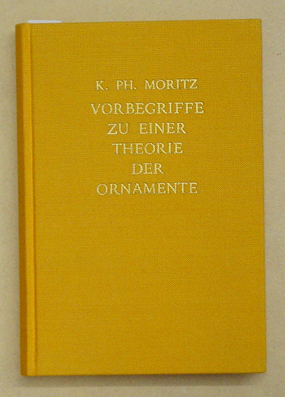 K. PH. MORITZ
VORBEGRIFFE
ZU EINER
THEORIE
DER
ORNAMENTE